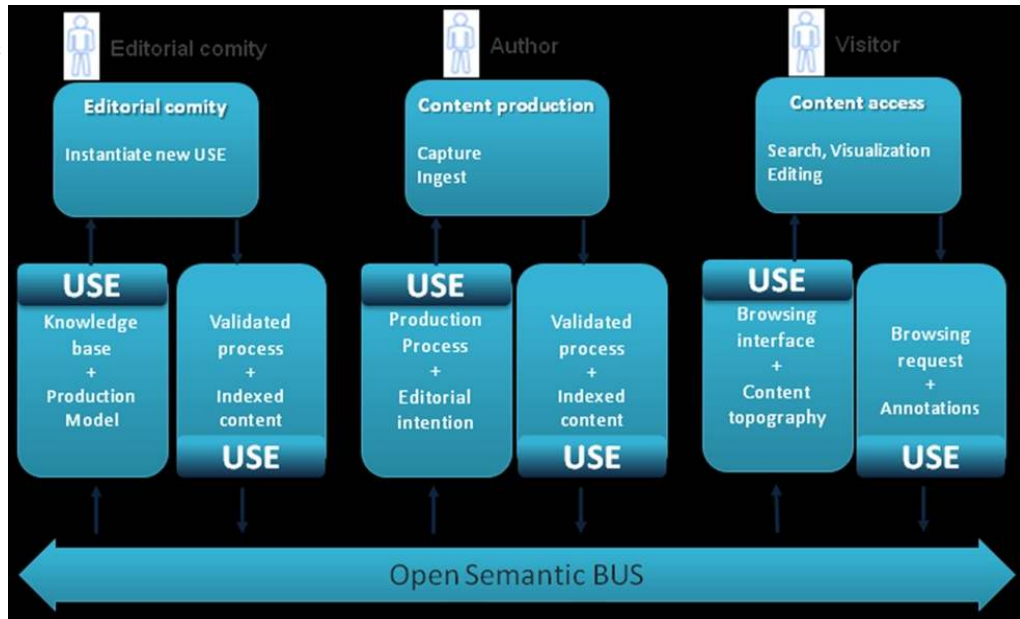 Editorial comity
Author
Visitor
Editorial comity
Instantiate new USE
Content production
Capture
Ingest
Content access
Search, Visualization
Editing
USE
Knowledge
base
+
Production
Model
Validated
process
+
Indexed
content
USE
USE
Production
Process
+
Editorial
intention
Validated
process
+
Indexed
content
USE
USE
Browsing
interface
+
Content
topography
Browsing
request
+
Annotations
USE
Open Semantic BUS